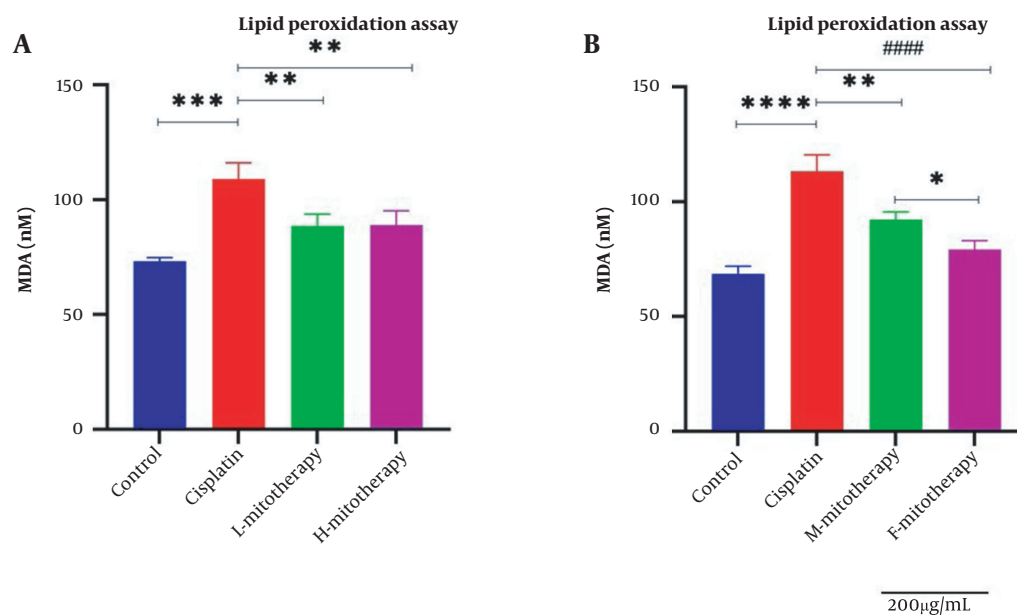 A
Lipid peroxidation assay
**
**
***
MDA (nM)
150
100
50
0
Control
Cisplatin
L-mitotherapy
H-mitotherapy
B
Lipid peroxidation assay
####
**
****
*
MDA (nM)
150
100
50
0
Control
Cisplatin
M-mitotherapy
F-mitotherapy
200µg/mL